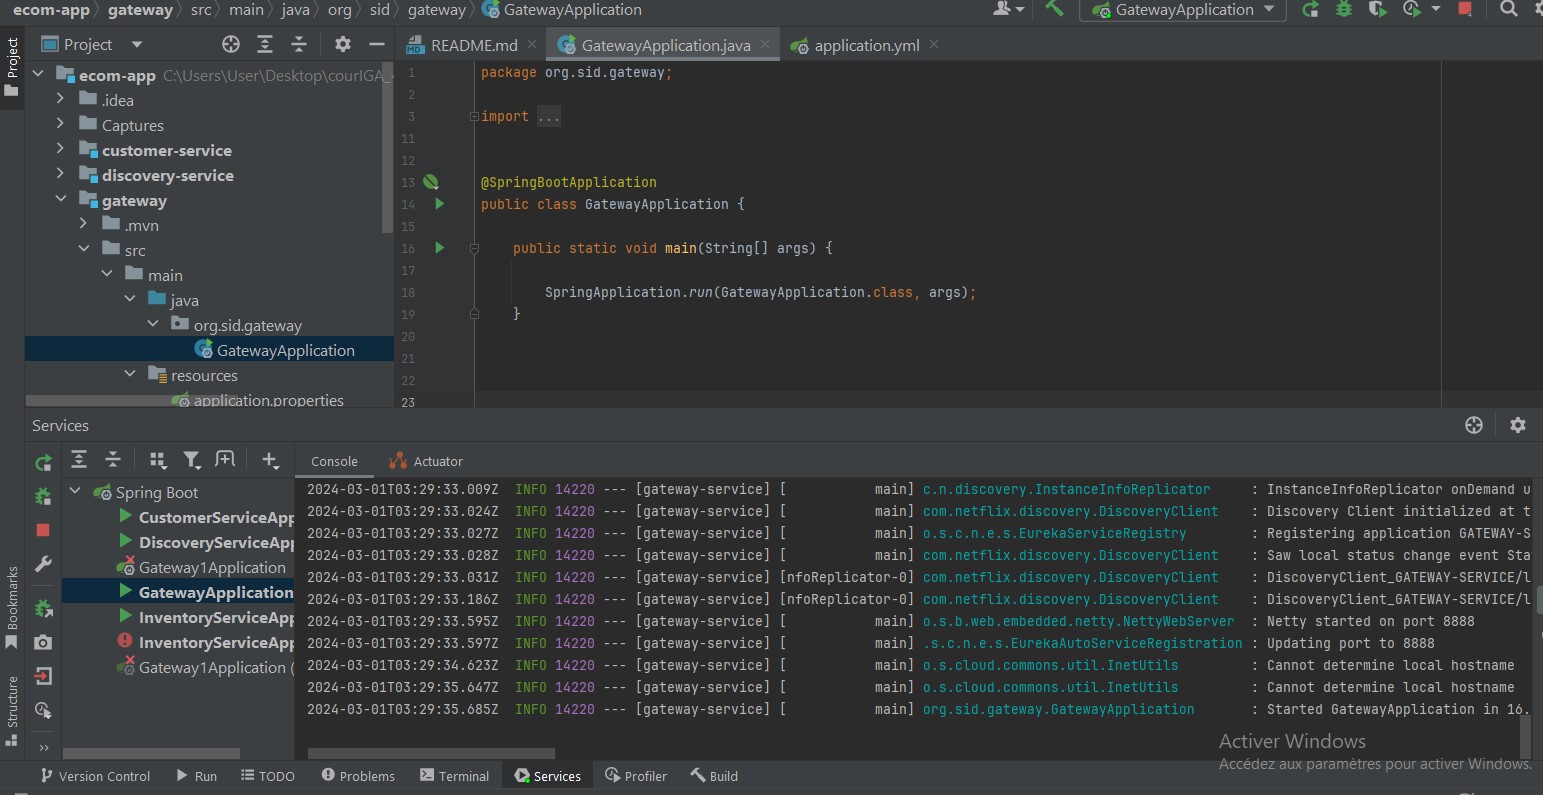 ecom-app gateway src main java org sid gateway GatewayApplication
GatewayApplication
Project
Project
README.md GatewayApplication.java application.yml
ecom-app C:\Users\User\Desktop\courIGA_
.idea
Captures
customer-service
discovery-service
gateway
.mvn
src
main
java
org.sid.gateway
GatewayApplication
resources
application.properties
1 package org.sid.gateway;
2
3 import ...
11
12
13 @SpringBootApplication
14 public class GatewayApplication {
15
16 public static void main(String[] args) {
17
18 SpringApplication.run(GatewayApplication.class, args);
19 }
20
21
22
23
Services
Console Actuator
Spring Boot
CustomerServiceApp
DiscoveryServiceApp
Gateway1Application
GatewayApplication
InventoryServiceApp
InventoryServiceApp
Gateway1Application (
2024-03-01T03:29:33.009Z INFO 14220 --- [gateway-service] [ main] c.n.discovery.InstanceInfoReplicator : InstanceInfoReplicator onDemand u
2024-03-01T03:29:33.024Z INFO 14220 --- [gateway-service] [ main] com.netflix.discovery.DiscoveryClient : Discovery Client initialized at t
2024-03-01T03:29:33.027Z INFO 14220 --- [gateway-service] [ main] o.s.c.n.e.s.EurekaServiceRegistry : Registering application GATEWAY-S
2024-03-01T03:29:33.028Z INFO 14220 --- [gateway-service] [ main] com.netflix.discovery.DiscoveryClient : Saw local status change event Sta
2024-03-01T03:29:33.031Z INFO 14220 --- [gateway-service] [nfoReplicator-0] com.netflix.discovery.DiscoveryClient : DiscoveryClient_GATEWAY-SERVICE/l
2024-03-01T03:29:33.186Z INFO 14220 --- [gateway-service] [nfoReplicator-0] com.netflix.discovery.DiscoveryClient : DiscoveryClient_GATEWAY-SERVICE/l
2024-03-01T03:29:33.595Z INFO 14220 --- [gateway-service] [ main] o.s.b.web.embedded.netty.NettyWebServer : Netty started on port 8888
2024-03-01T03:29:33.597Z INFO 14220 --- [gateway-service] [ main] .s.c.n.e.s.EurekaAutoServiceRegistration : Updating port to 8888
2024-03-01T03:29:34.623Z INFO 14220 --- [gateway-service] [ main] o.s.cloud.commons.util.InetUtils : Cannot determine local hostname
2024-03-01T03:29:35.647Z INFO 14220 --- [gateway-service] [ main] o.s.cloud.commons.util.InetUtils : Cannot determine local hostname
2024-03-01T03:29:35.685Z INFO 14220 --- [gateway-service] [ main] org.sid.gateway.GatewayApplication : Started GatewayApplication in 16.
Bookmarks
Structure
Activer Windows
Accédez aux paramètres pour activer Windows.
Version Control Run TODO Problems Terminal Services Profiler Build